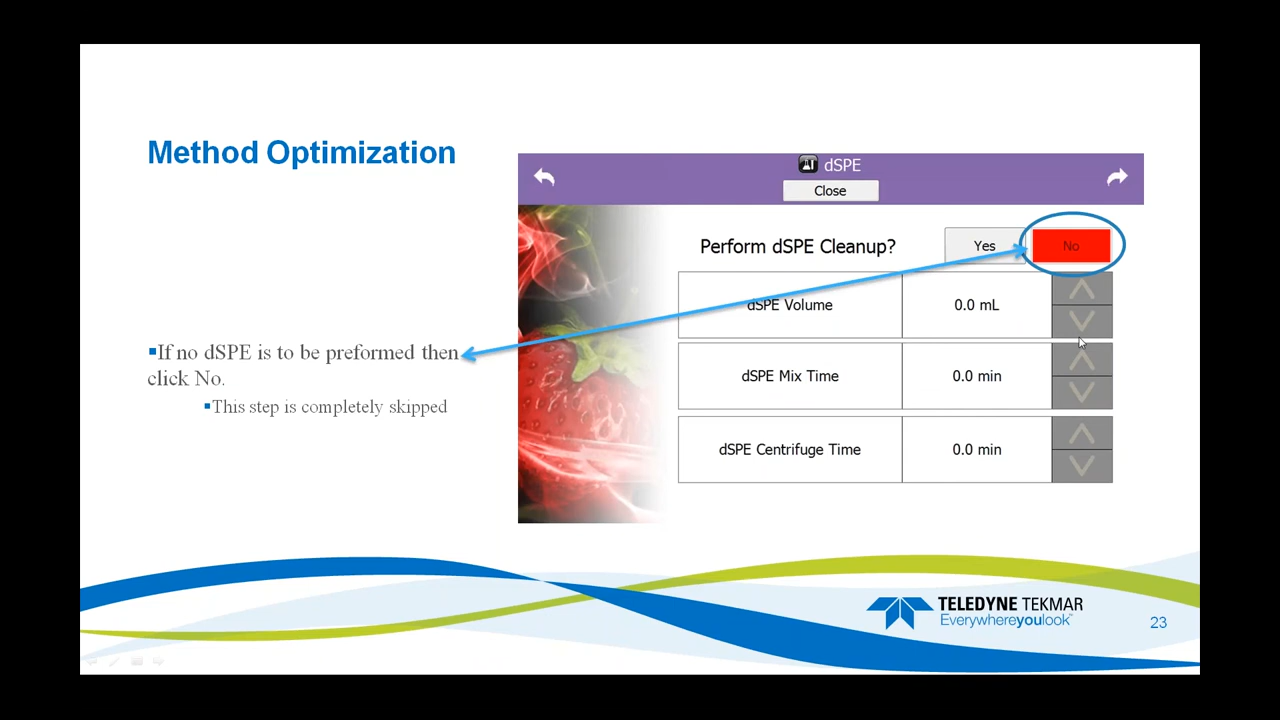 Method Optimization
dSPE
Close
Perform dSPE Cleanup?
Yes
No
dSPE Volume
0.0 mL
dSPE Mix Time
0.0 min
dSPE Centrifuge Time
0.0 min
▪If no dSPE is to be preformed then
click No.
▪This step is completely skipped
TELEDYNE TEKMAR
Everywhereyoulook™
23